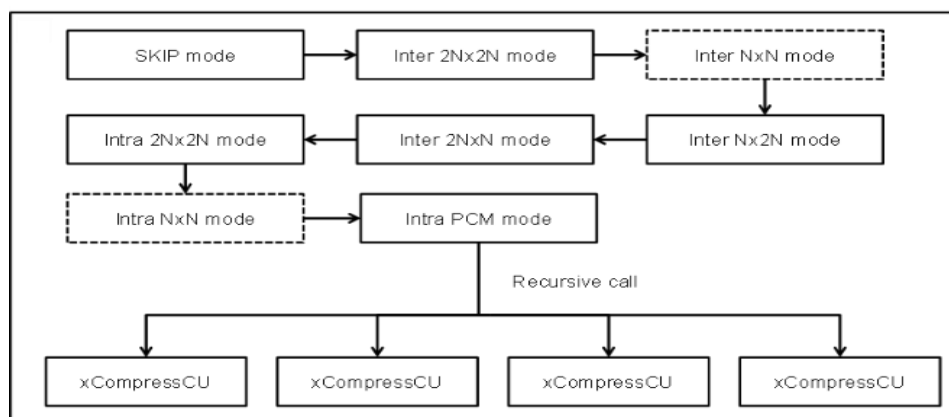 SKIP mode
Inter 2Nx2N mode
Inter NxN mode
Intra 2Nx2N mode
Inter 2NxN mode
Inter Nx2N mode
Intra NxN mode
Intra PCM mode
Recursive call
xCompressCU
xCompressCU
xCompressCU
xCompressCU